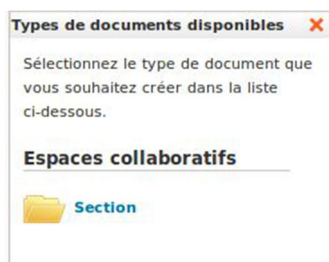 Types de documents disponibles
Sélectionnez le type de document que
vous souhaitez créer dans la liste
ci-dessous.
Espaces collaboratifs
Section